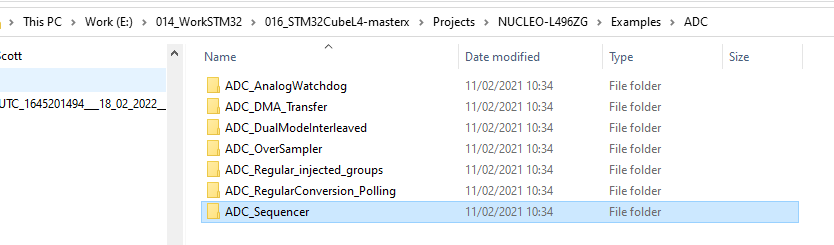 This PC > Work (E:) > 014_WorkSTM32 > 016_STM32CubeL4-masterx > Projects > NUCLEO-L496ZG > Examples > ADC
Scott
UTC_1645201494___18_02_2022__
Name Date modified Type Size
ADC_AnalogWatchdog 11/02/2021 10:34 File folder
ADC_DMA_Transfer 11/02/2021 10:34 File folder
ADC_DualModeInterleaved 11/02/2021 10:34 File folder
ADC_OverSampler 11/02/2021 10:34 File folder
ADC_Regular_injected_groups 11/02/2021 10:34 File folder
ADC_RegularConversion_Polling 11/02/2021 10:34 File folder
ADC_Sequencer 11/02/2021 10:34 File folder